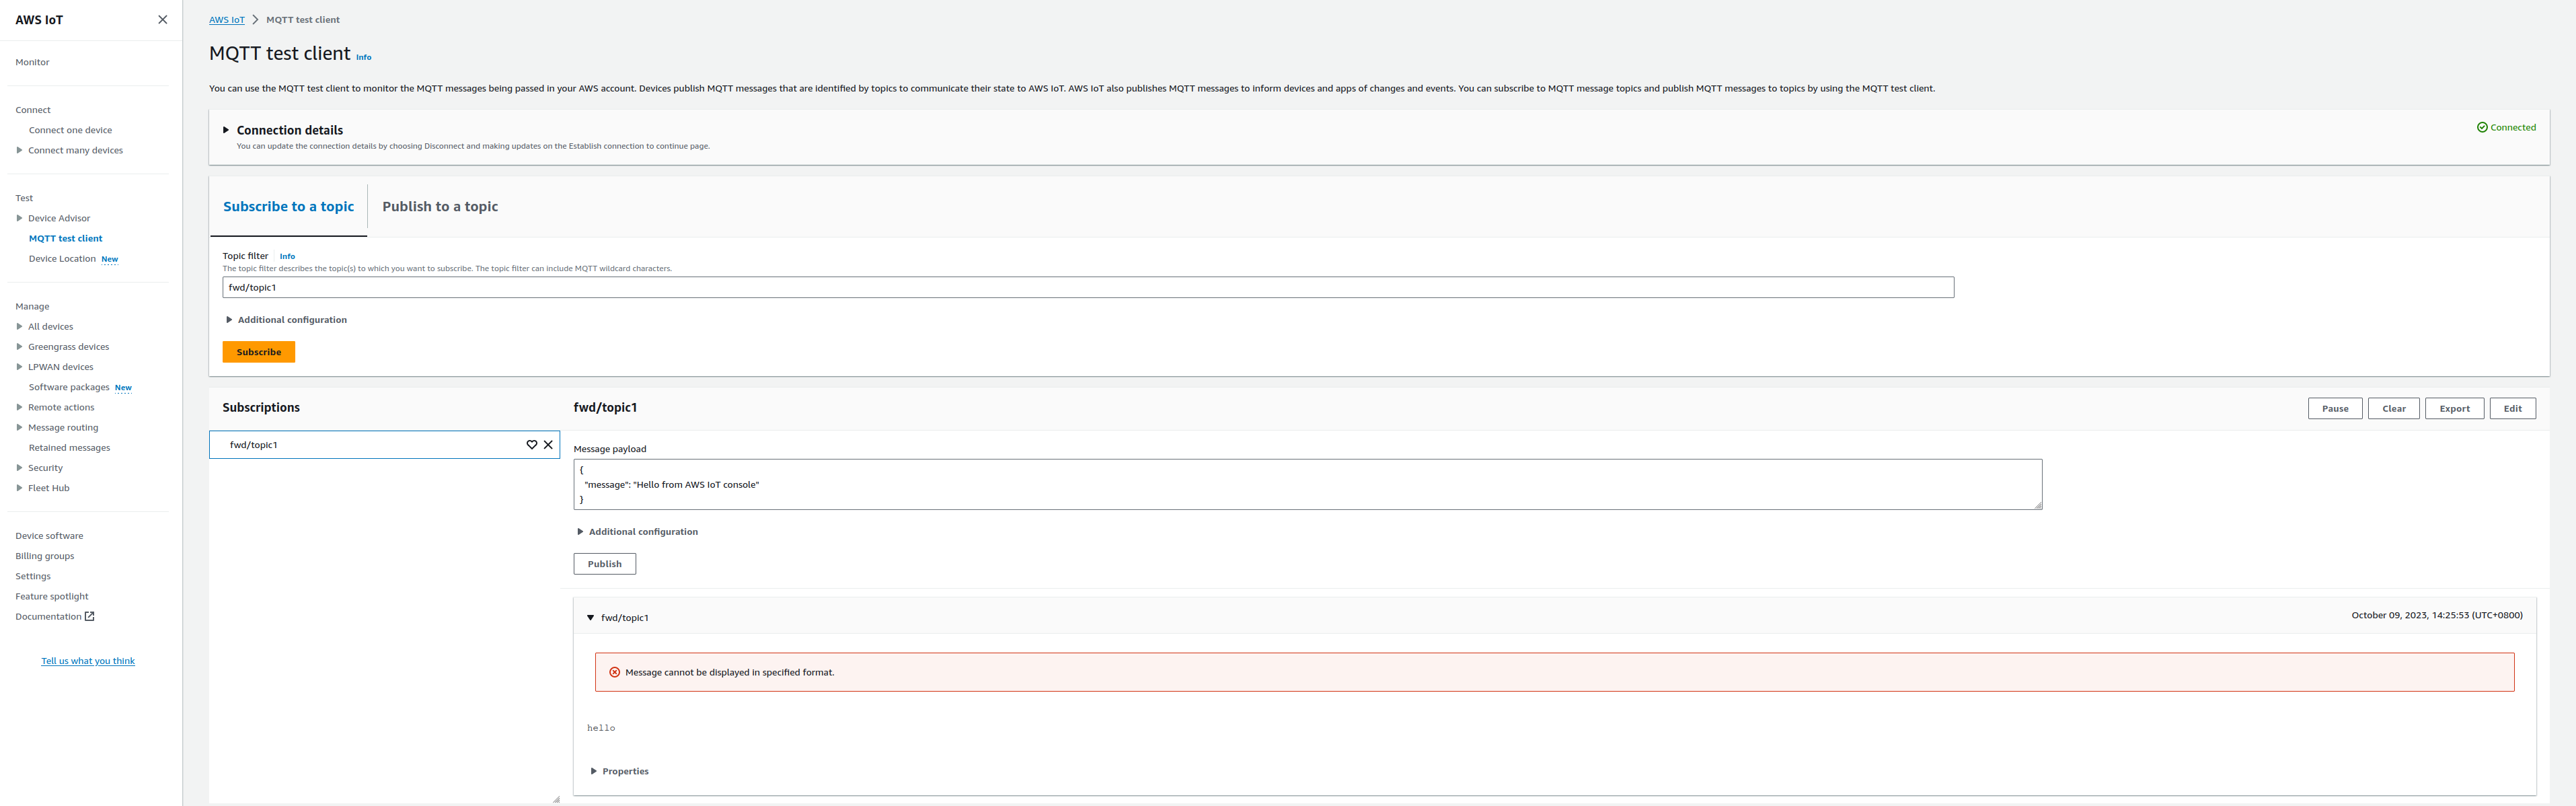 AWS IoT
Monitor
Connect
Connect one device
Connect many devices
Test
Device Advisor
MQTT test client
Device Location New
Manage
All devices
Greengrass devices
LPWAN devices
Software packages New
Remote actions
Message routing
Retained messages
Security
Fleet Hub
Device software
Billing groups
Settings
Feature spotlight
Documentation
Tell us what you think
AWS IoT > MQTT test client
MQTT test client Info
You can use the MQTT test client to monitor the MQTT messages being passed in your AWS account. Devices publish MQTT messages that are identified by topics to communicate their state to AWS IoT. AWS IoT also publishes MQTT messages to inform devices and apps of changes and events. You can subscribe to MQTT message topics and publish MQTT messages to topics by using the MQTT test client.
Connection details
Connected
You can update the connection details by choosing Disconnect and making updates on the Establish connection to continue page.
Subscribe to a topic
Publish to a topic
Topic filter Info
The topic filter describes the topic(s) to which you want to subscribe. The topic filter can include MQTT wildcard characters.
fwd/topic1
Additional configuration
Subscribe
Subscriptions
fwd/topic1
fwd/topic1
Pause
Clear
Export
Edit
Message payload
{
"message": "Hello from AWS IoT console"
}
Additional configuration
Publish
fwd/topic1
October 09, 2023, 14:25:53 (UTC+0800)
Message cannot be displayed in specified format.
hello
Properties